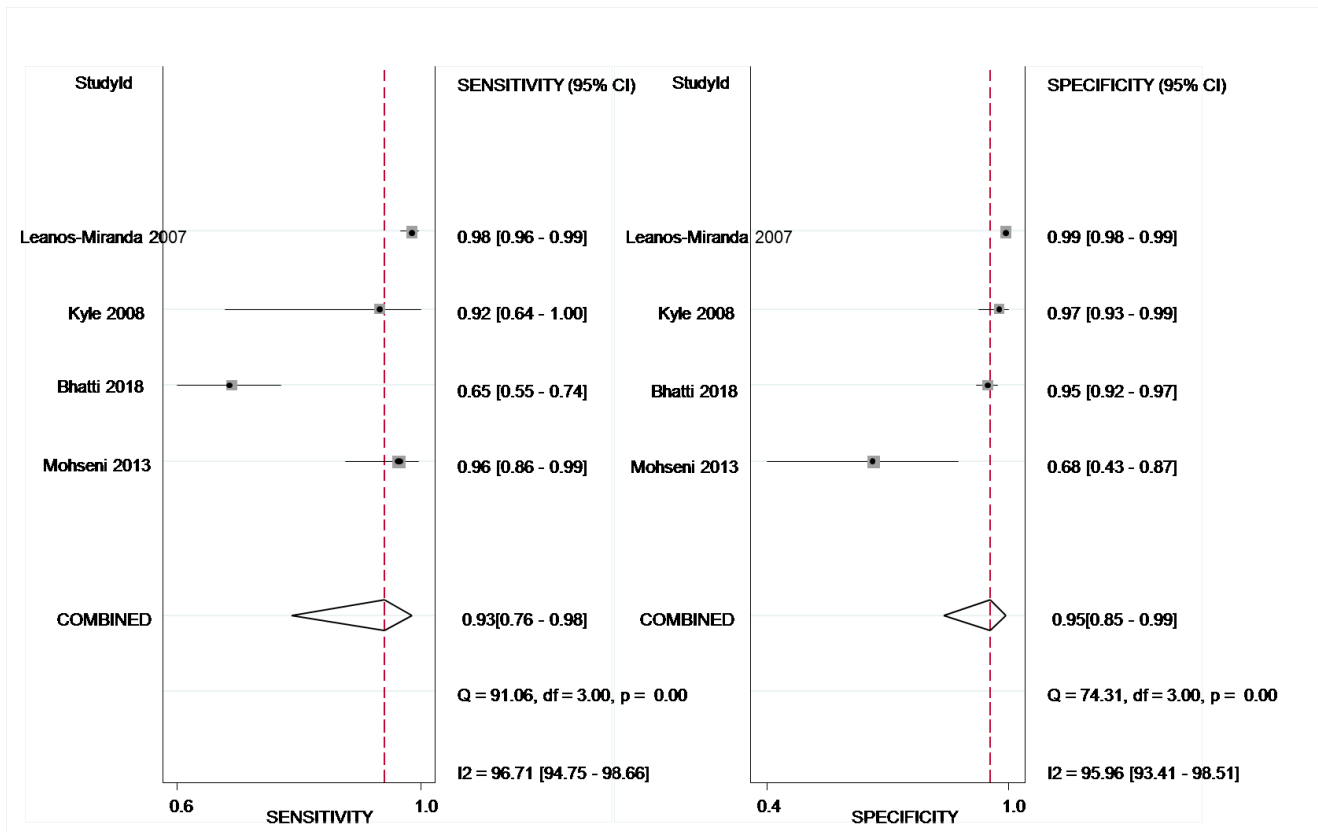 StudyId SENSITIVITY (95% CI)
Leanos-Miranda 2007 0.98 [0.96 - 0.99]
Kyle 2008 0.92 [0.64 - 1.00]
Bhatti 2018 0.65 [0.55 - 0.74]
Mohseni 2013 0.96 [0.86 - 0.99]
COMBINED 0.93[0.76 - 0.98]
Q = 91.06, df = 3.00, p = 0.00
I2 = 96.71 [94.75 - 98.66]
0.6 1.0
SENSITIVITY
StudyId SPECIFICITY (95% CI)
Leanos-Miranda 2007 0.99 [0.98 - 0.99]
Kyle 2008 0.97 [0.93 - 0.99]
Bhatti 2018 0.95 [0.92 - 0.97]
Mohseni 2013 0.68 [0.43 - 0.87]
COMBINED 0.95[0.85 - 0.99]
Q = 74.31, df = 3.00, p = 0.00
I2 = 95.96 [93.41 - 98.51]
0.4 1.0
SPECIFICITY